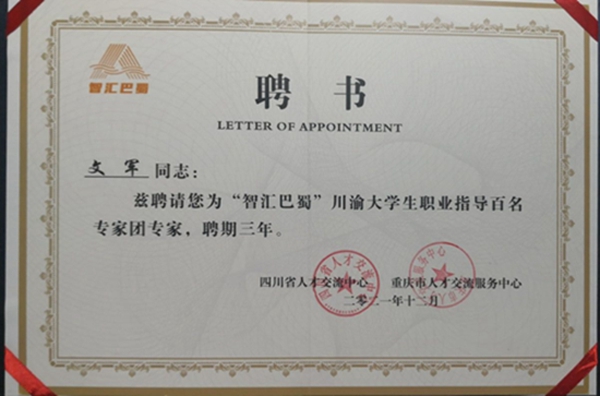 智汇巴蜀
聘 书
LETTER OF APPOINTMENT
文军 同志：
兹聘请您为“智汇巴蜀”川渝大学生职业指导百名
专家团专家，聘期三年。
四川省人才交流中心 重庆市人才交流服务中心
二〇二一年十二月